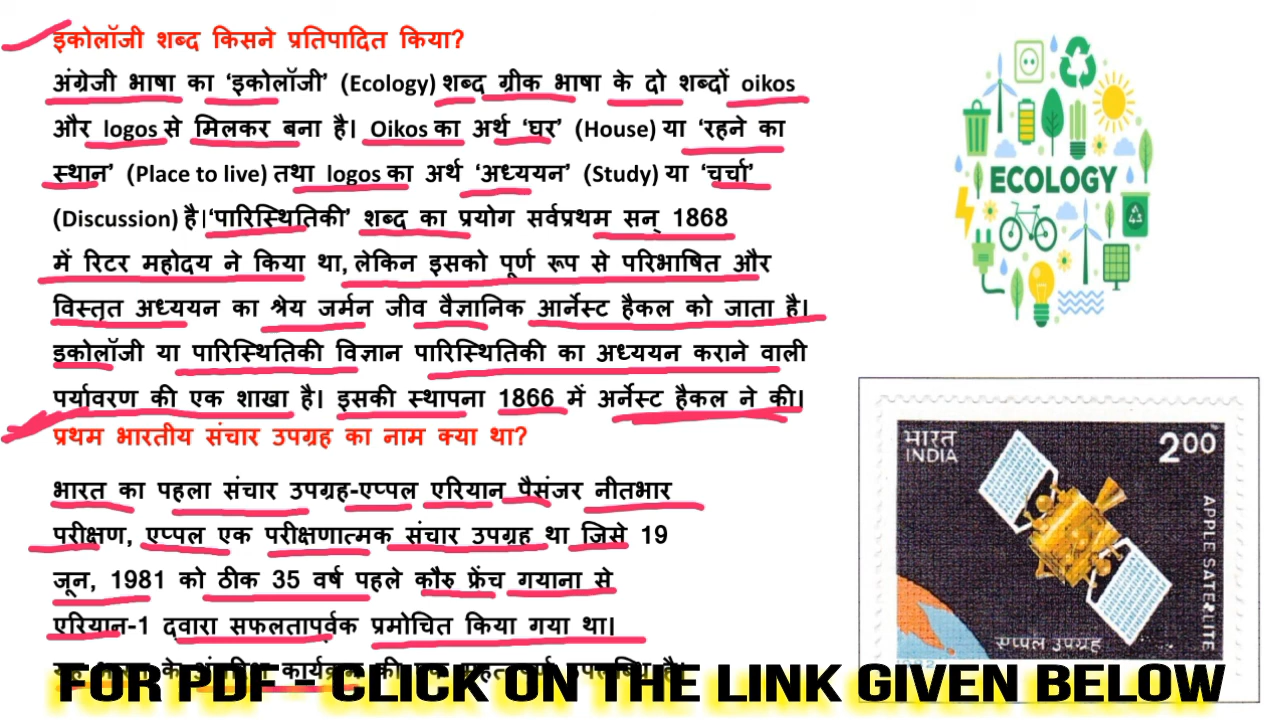 इकोलॉजी शब्द किसने प्रतिपादित किया?
अंग्रेजी भाषा का ‘इकोलॉजी’ (Ecology) शब्द ग्रीक भाषा के दो शब्दों oikos
और logos से मिलकर बना है। Oikos का अर्थ ‘घर’ (House) या ‘रहने का
स्थान’ (Place to live) तथा logos का अर्थ ‘अध्ययन’ (Study) या ‘चर्चा’
(Discussion) है।‘पारिस्थितिकी’ शब्द का प्रयोग सर्वप्रथम सन् 1868
में रिटर महोदय ने किया था, लेकिन इसको पूर्ण रूप से परिभाषित और
विस्तृत अध्ययन का श्रेय जर्मन जीव वैज्ञानिक आर्नेस्ट हैकल को जाता है।
इकोलॉजी या पारिस्थितिकी विज्ञान पारिस्थितिकी का अध्ययन कराने वाली
पर्यावरण की एक शाखा है। इसकी स्थापना 1866 में अर्नेस्ट हैकल ने की।
प्रथम भारतीय संचार उपग्रह का नाम क्या था?
भारत का पहला संचार उपग्रह-एप्पल एरियान पैसंजर नीतभार
परीक्षण, एप्पल एक परीक्षणात्मक संचार उपग्रह था जिसे 19
जून, 1981 को ठीक 35 वर्ष पहले कौरु फ्रेंच गयाना से
एरियान-1 द्वारा सफलतापूर्वक प्रमोचित किया गया था।
के कार्यक्रम की है।
FOR PDF - CLICK ON THE LINK GIVEN BELOW
ECOLOGY
भारत
INDIA
2.00
APPLE SATELLITE
एप्पल उपग्रह